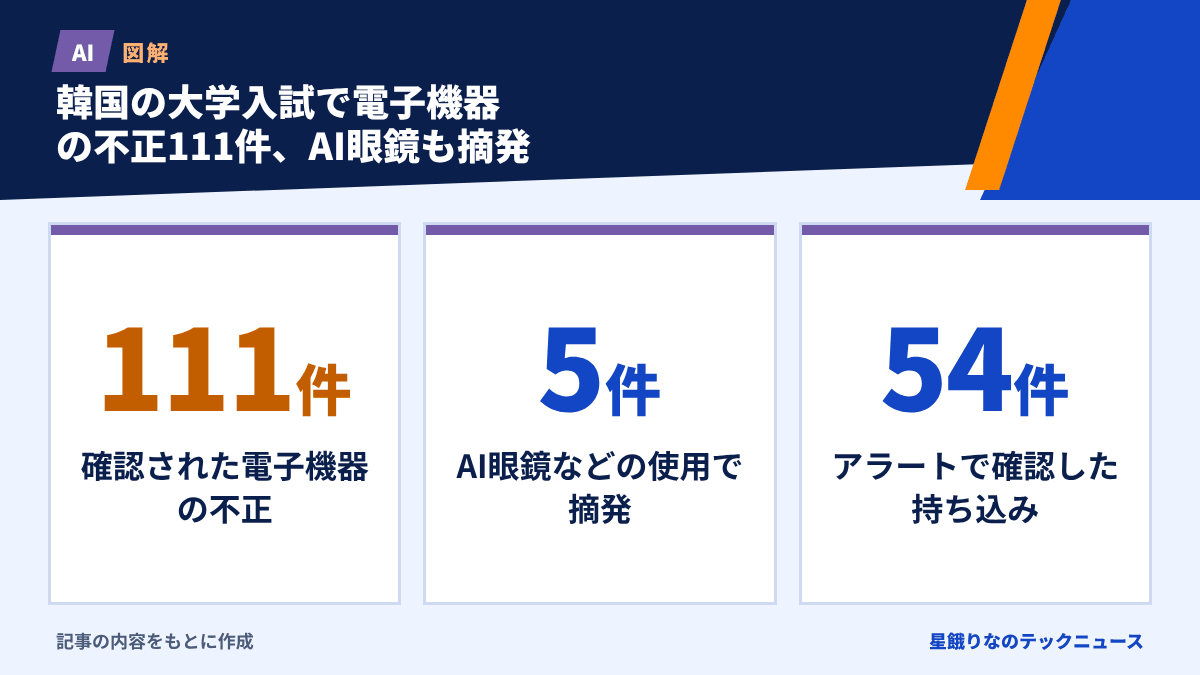 AI 図解
韓国の大学入試で電子機器
の不正111件、AI眼鏡も摘発
111件
確認された電子機器
の不正
5件
AI眼鏡などの使用で
摘発
54件
アラートで確認した
持ち込み
記事の内容をもとに作成
星餓りなのテックニュース